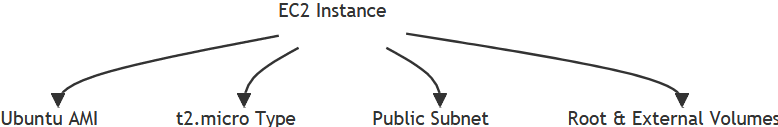 EC2 Instance
Ubuntu AMI
t2.micro Type
Public Subnet
Root & External Volumes